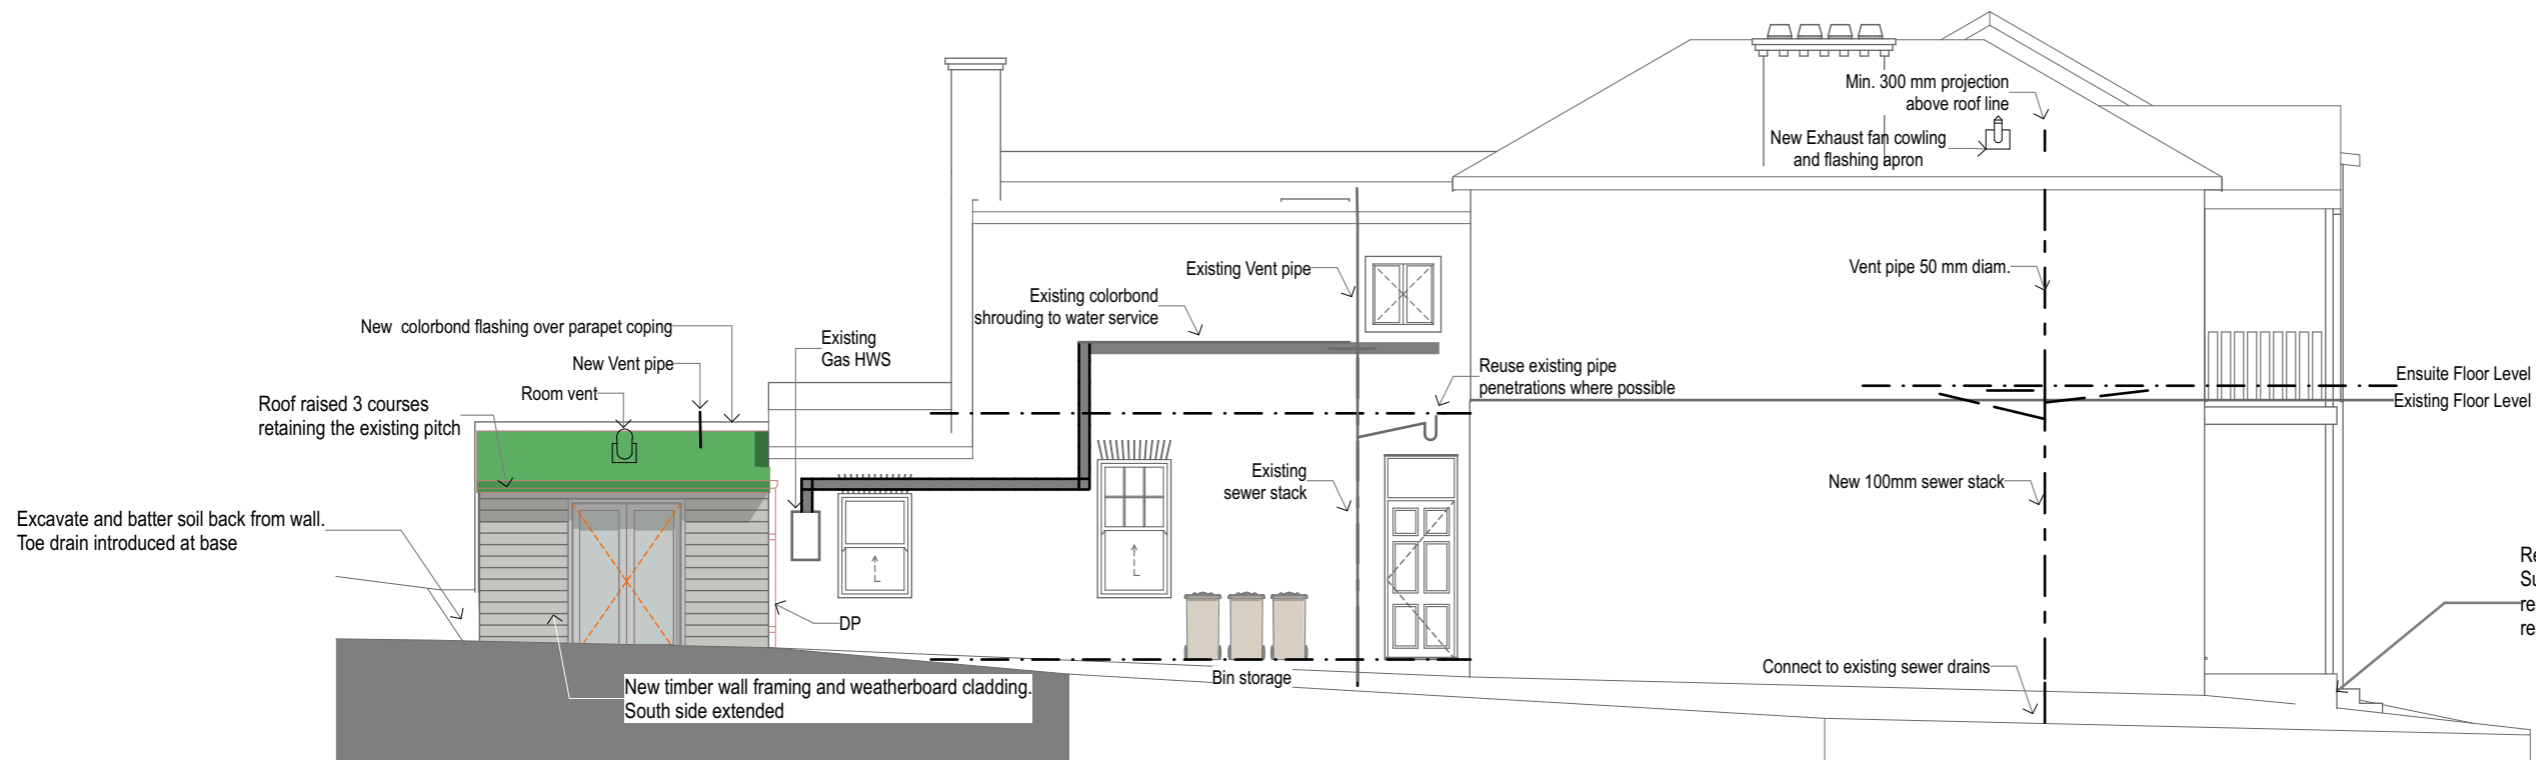 Min. 300 mm projection
above roof line
New Exhaust fan cowling
and flashing apron
Existing Vent pipe
Vent pipe 50 mm diam.
Existing colorbond
shrouding to water service
New colorbond flashing over parapet coping
Existing
Gas HWS
New Vent pipe
Room vent
Reuse existing pipe
penetrations where possible
Ensuite Floor Level
Existing Floor Level
Roof raised 3 courses
retaining the existing pitch
Existing
sewer stack
New 100mm sewer stack
Excavate and batter soil back from wall.
Toe drain introduced at base
DP
Connect to existing sewer drains
Bin storage
New timber wall framing and weatherboard cladding.
South side extended
Re
Su
re
re